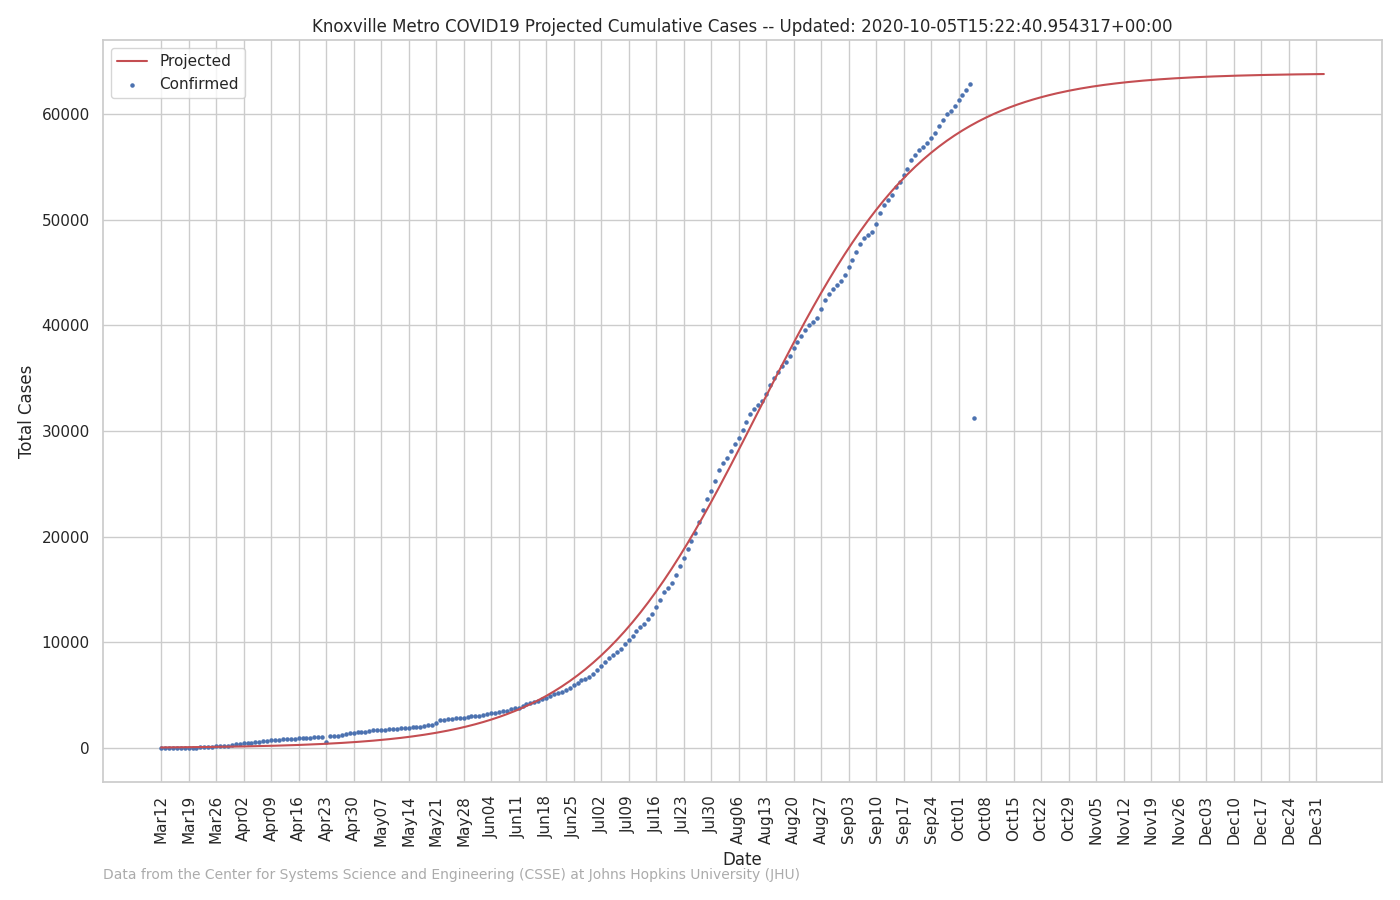 Knoxville Metro COVID19 Projected Cumulative Cases -- Updated: 2020-10-05T15:22:40.954317+00:00
Projected
Confirmed
60000
50000
40000
30000
20000
10000
0
Total Cases
Mar12
Mar19
Mar26
Apr02
Apr09
Apr16
Apr23
Apr30
May07
May14
May21
May28
Jun04
Jun11
Jun18
Jun25
Jul02
Jul09
Jul16
Jul23
Jul30
Aug06
Aug13
Aug20
Aug27
Sep03
Sep10
Sep17
Sep24
Oct01
Oct08
Oct15
Oct22
Oct29
Nov05
Nov12
Nov19
Nov26
Dec03
Dec10
Dec17
Dec24
Dec31
Date
Data from the Center for Systems Science and Engineering (CSSE) at Johns Hopkins University (JHU)